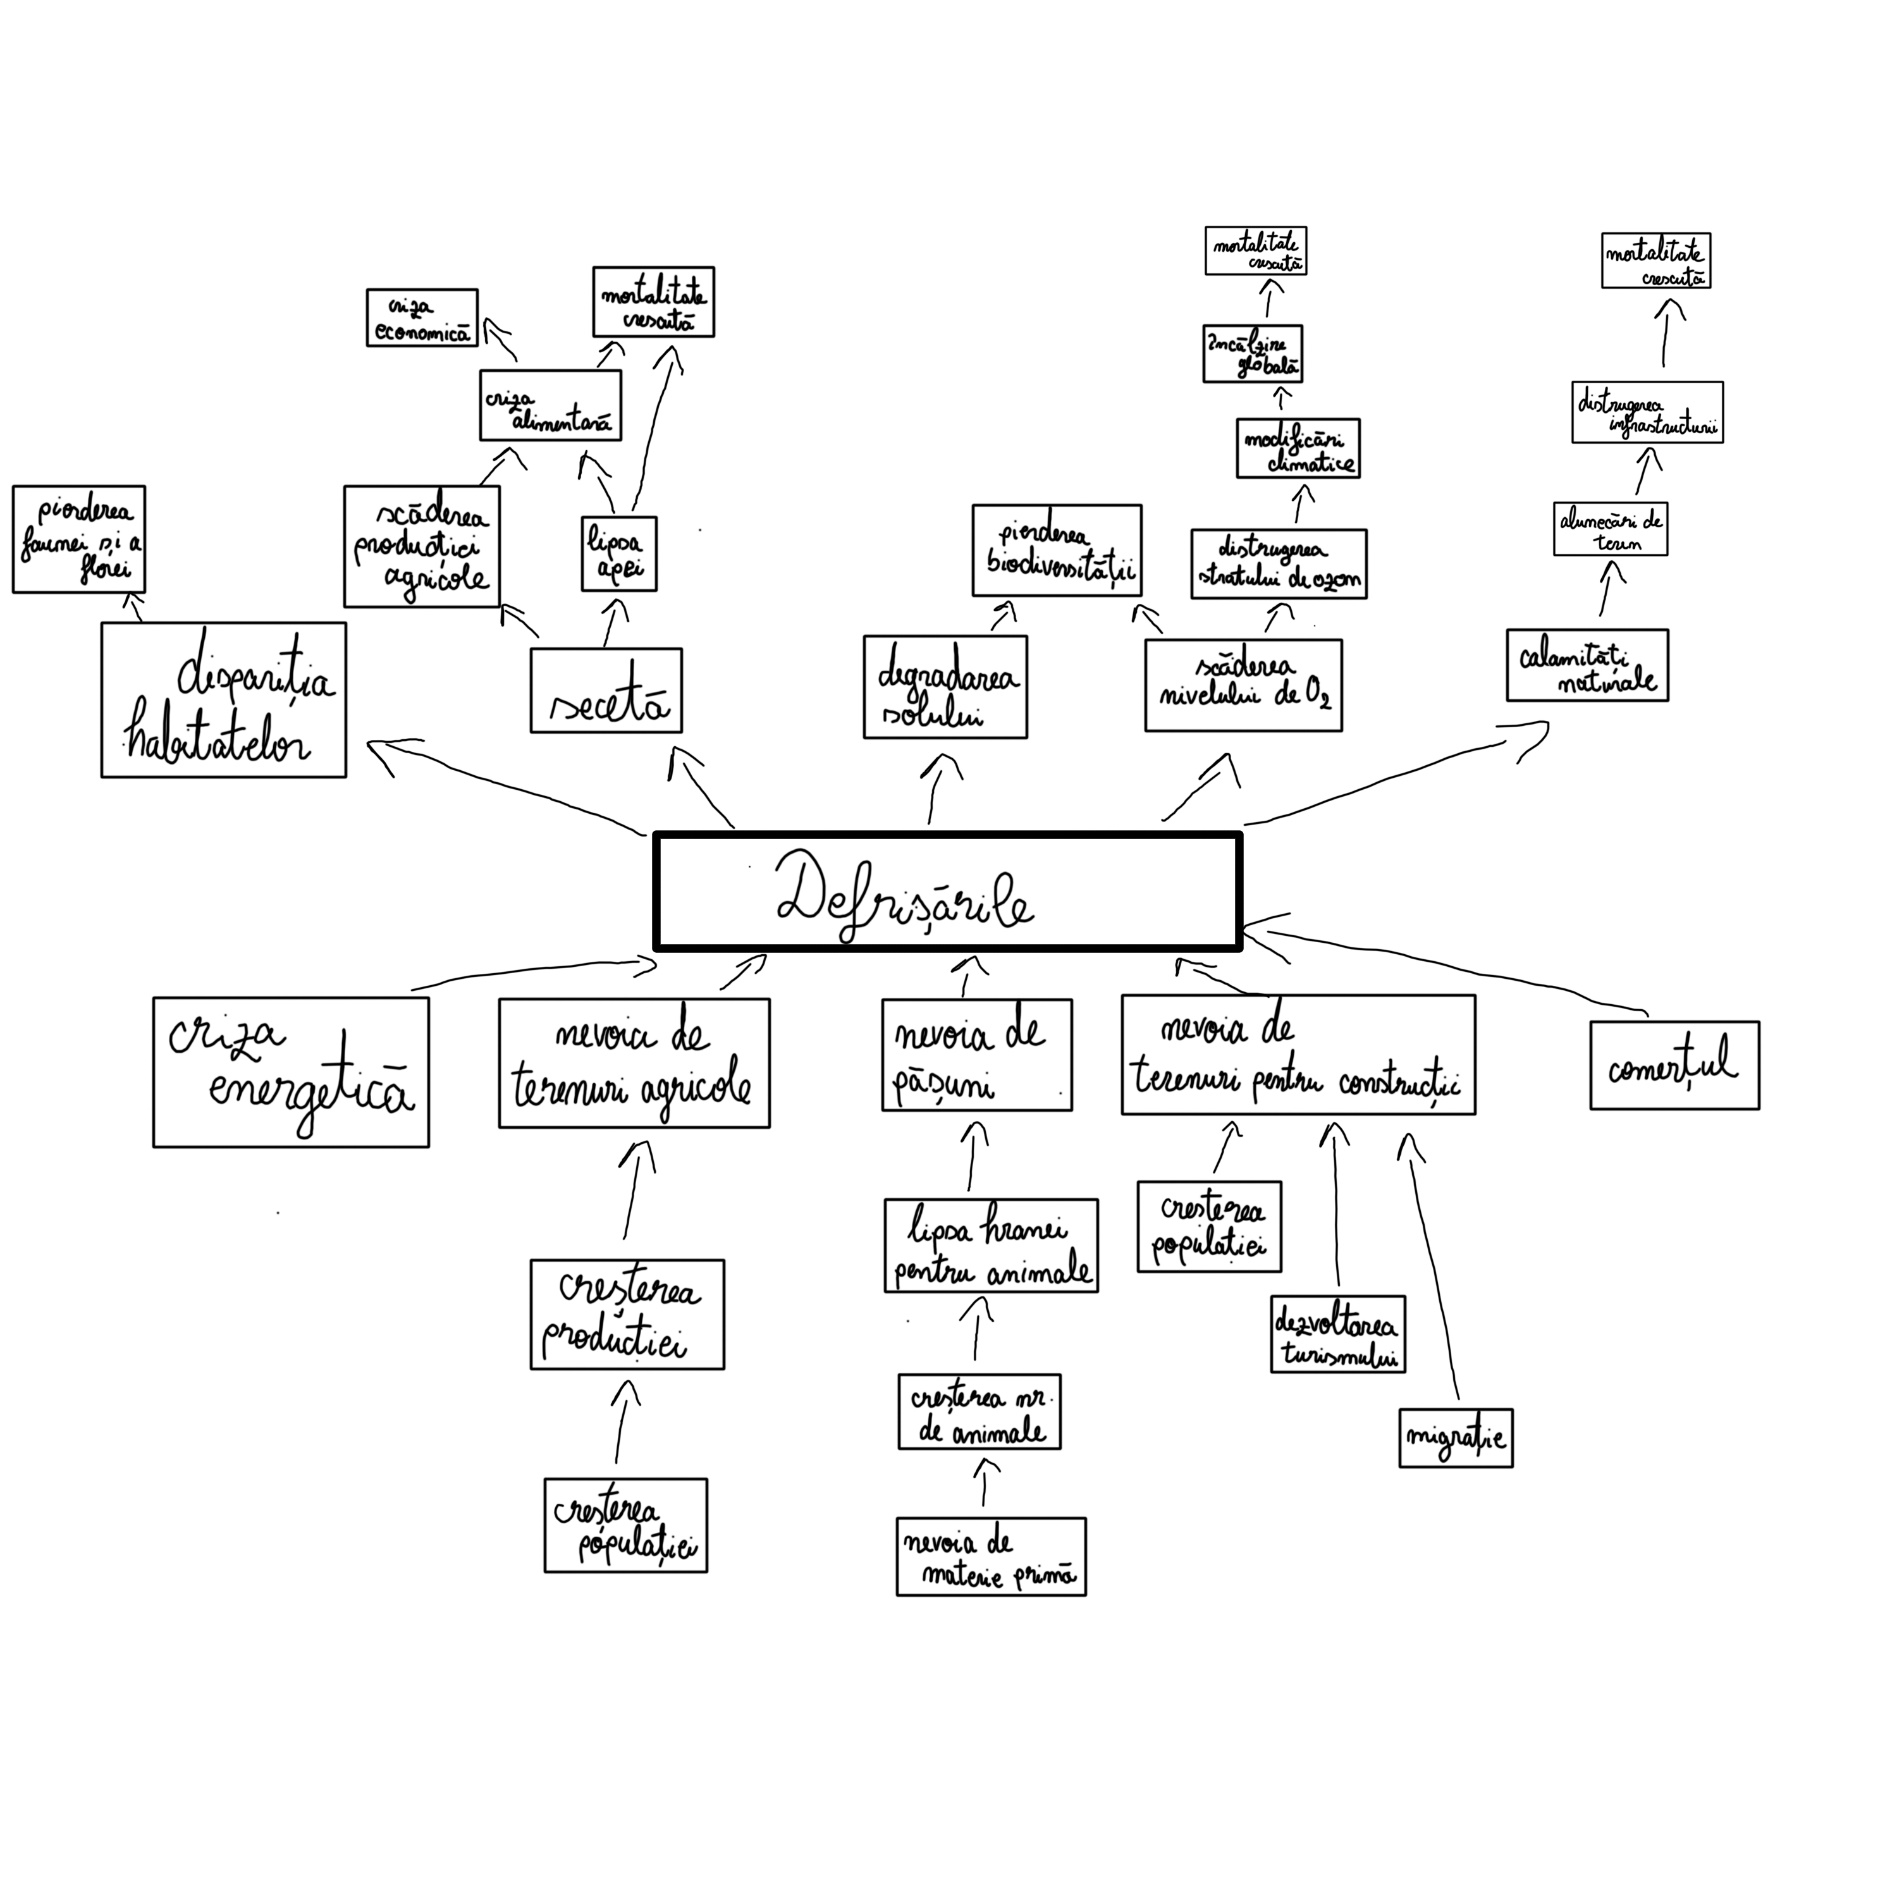 mortalitate
crescută
mortalitate
crescută
mortalitate
crescută
criza
economică
încălzire
globală
criza
alimentară
distrugerea
infrastructurii
modificări
climatice
pierderea
faunei și a
florei
scăderea
producției
agricole
lipsa
apei
pierderea
biodiversității
distrugerea
stratului de ozon
alunecări de
teren
dispariția
habitatelor
secetă
degradarea
solului
scăderea
nivelului de O2
calamități
naturale
Defrișările
criza
energetică
nevoia de
terenuri agricole
nevoia de
pășuni
nevoia de
terenuri pentru construcții
comerțul
creșterea
producției
lipsa hranei
pentru animale
cresterea
populatiei
dezvoltarea
turismului
creșterea nr.
de animale
migrație
creșterea
populației
nevoia de
materie primă